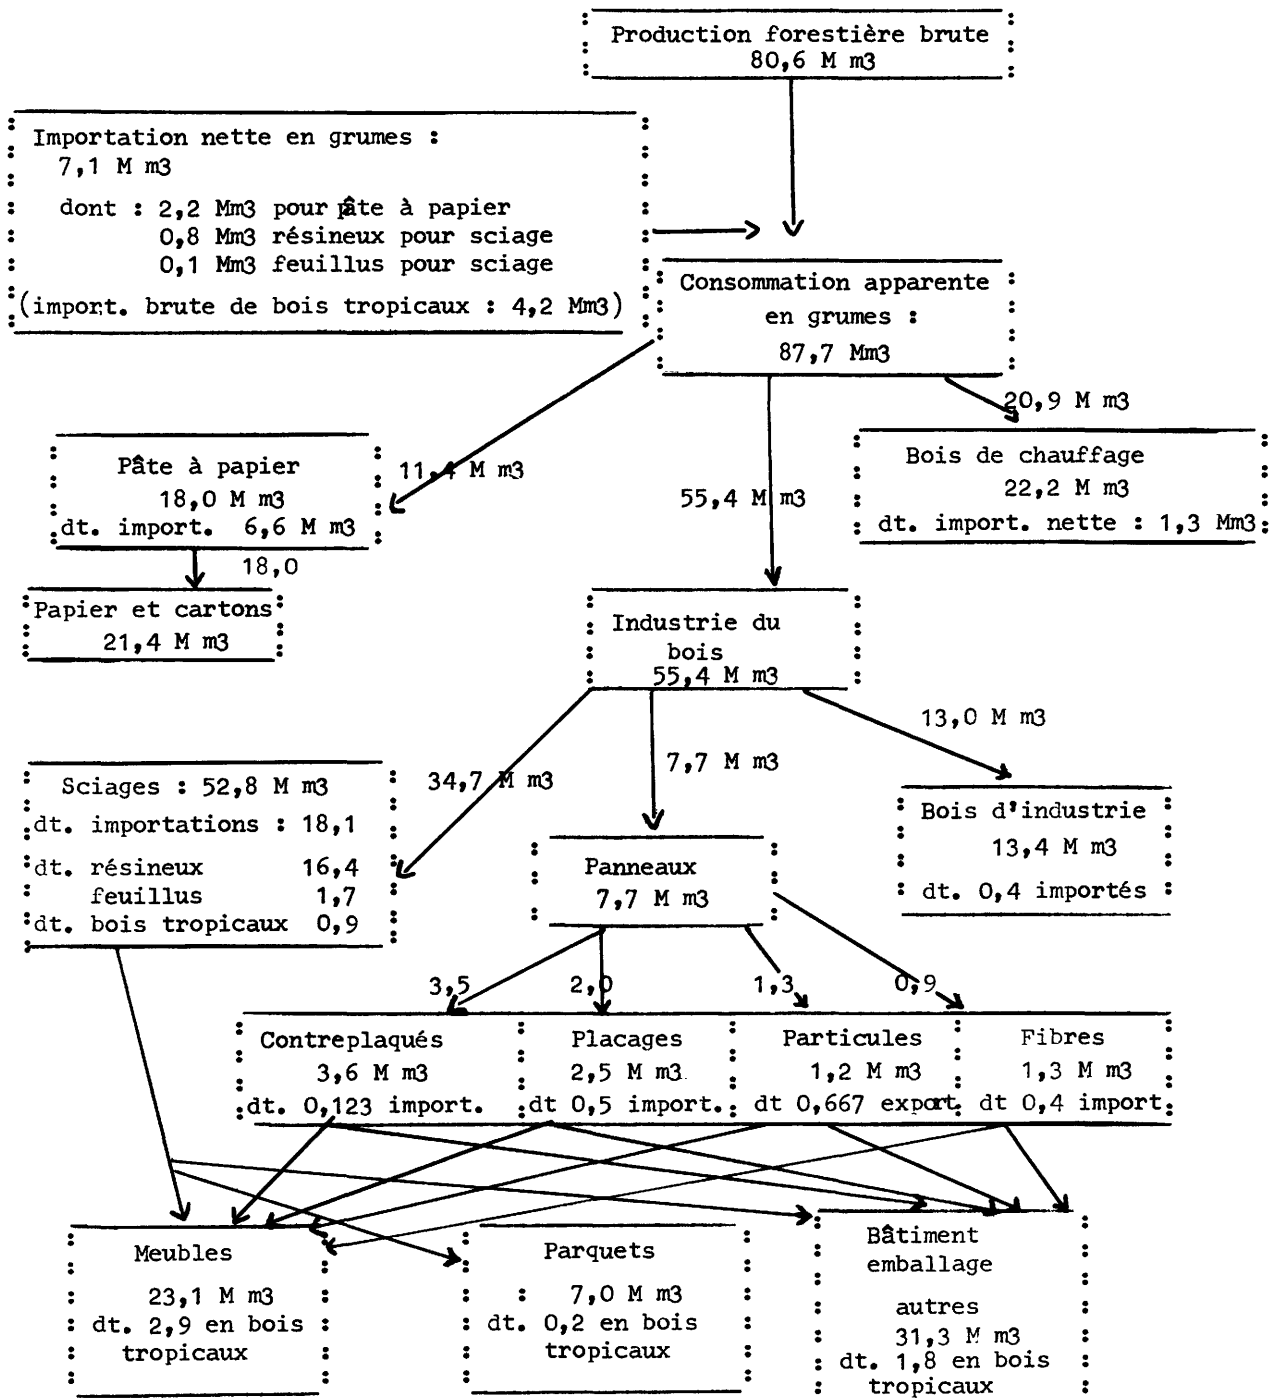 Production forestière brute
80,6 M m3
Importation nette en grumes :
7,1 M m3
dont : 2,2 Mm3 pour pâte à papier
0,8 Mm3 résineux pour sciage
0,1 Mm3 feuillus pour sciage
(import. brute de bois tropicaux : 4,2 Mm3)
Consommation apparente
en grumes :
87,7 Mm3
20,9 M m3
11,4 M m3
55,4 M m3
Pâte à papier
18,0 M m3
dt. import. 6,6 M m3
Bois de chauffage
22,2 M m3
dt. import. nette : 1,3 Mm3
18,0
Papier et cartons
21,4 M m3
Industrie du
bois
55,4 M m3
34,7 M m3
7,7 M m3
13,0 M m3
Sciages : 52,8 M m3
dt. importations : 18,1
dt. résineux 16,4
feuillus 1,7
dt. bois tropicaux 0,9
Panneaux
7,7 M m3
Bois d'industrie
13,4 M m3
dt. 0,4 importés
3,5
2,0
1,3
0,9
Contreplaqués
3,6 M m3
dt. 0,123 import.
Placages
2,5 M m3
dt 0,5 import.
Particules
1,2 M m3
dt 0,667 export
Fibres
1,3 M m3
dt 0,4 import
Meubles
23,1 M m3
dt. 2,9 en bois
tropicaux
Parquets
: 7,0 M m3
dt. 0,2 en bois
tropicaux
Bâtiment
emballage
autres
31,3 M m3
dt. 1,8 en bois
tropicaux